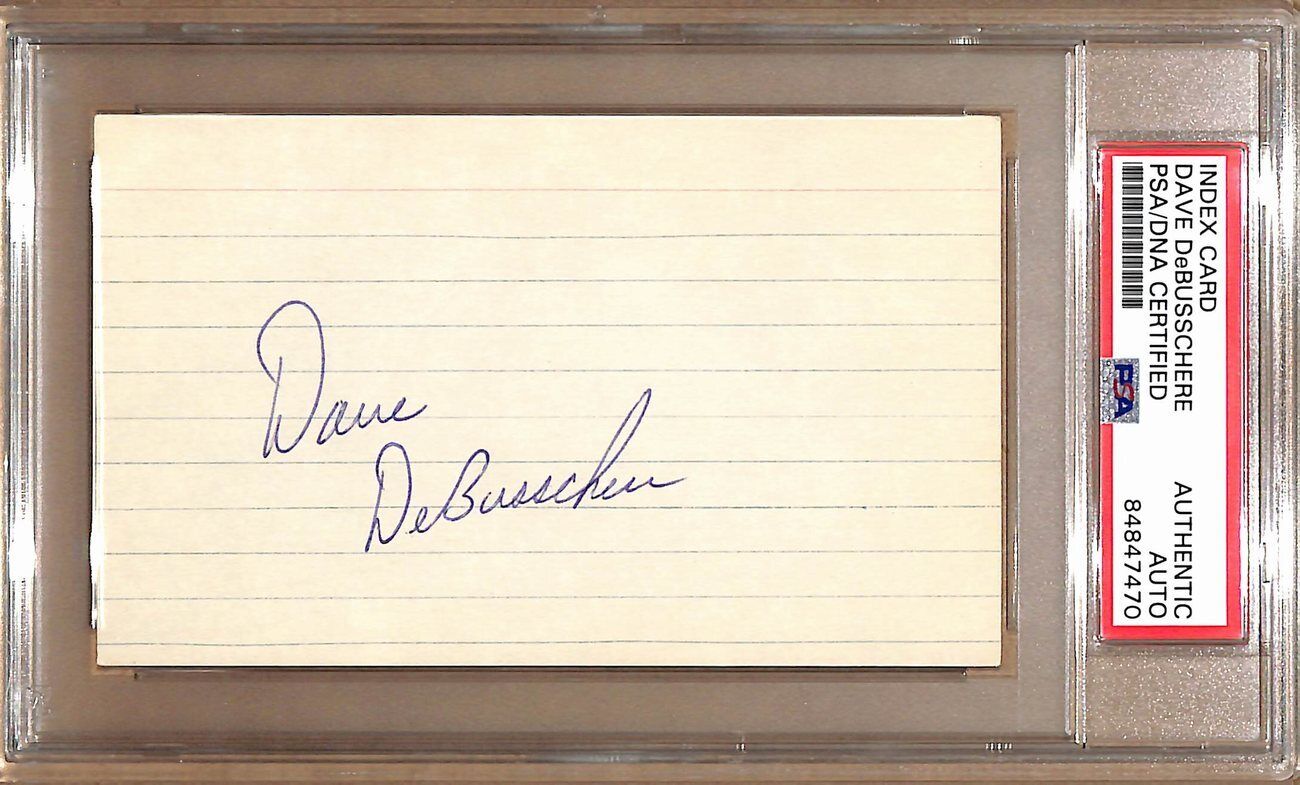 Dave
DeBusschere
INDEX CARD
DAVE DeBUSSCHERE
PSA/DNA CERTIFIED
AUTHENTIC
AUTO
84847470
PSA